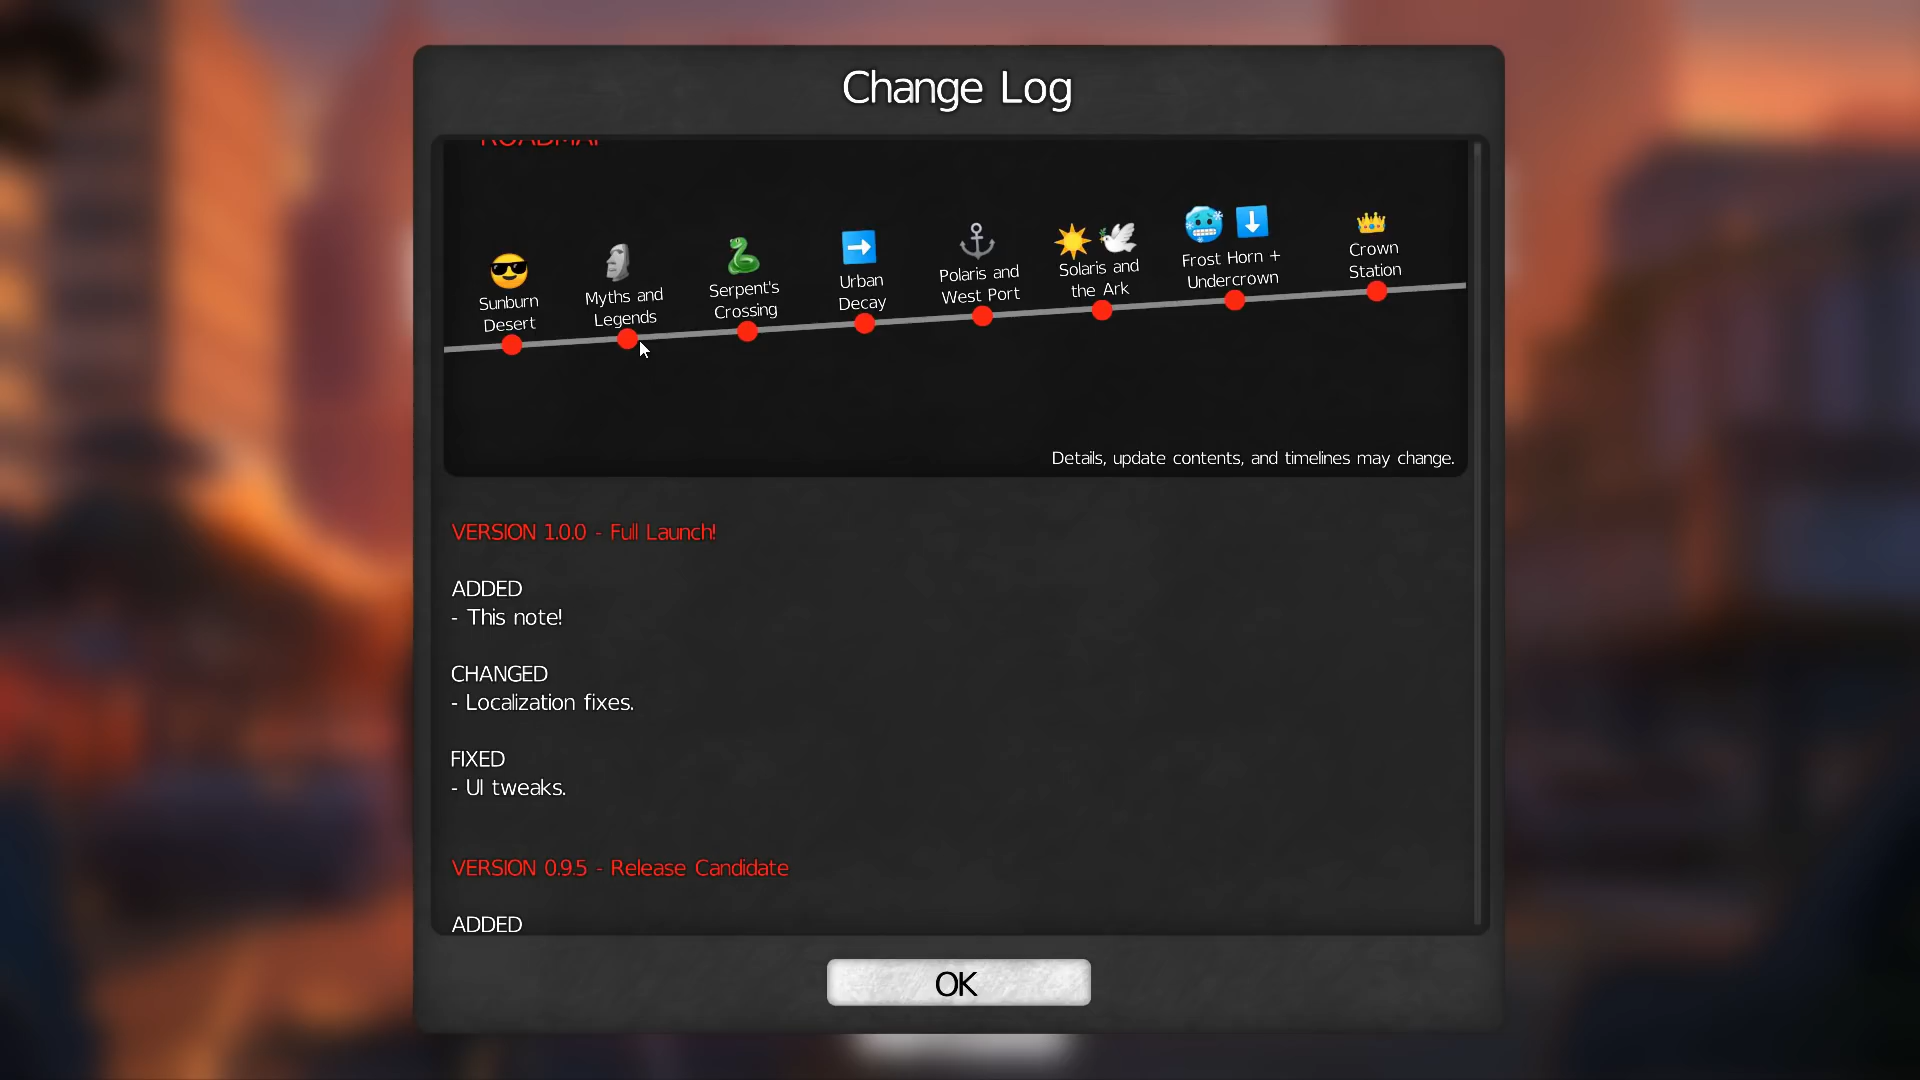 Change Log
ROADMAP
Sunburn
Desert
Myths and
Legends
Serpent's
Crossing
Urban
Decay
Polaris and
West Port
Solaris and
the Ark
Frost Horn +
Undercrown
Crown
Station
Details, update contents, and timelines may change.
VERSION 1.0.0 - Full Launch!
ADDED
- This note!
CHANGED
- Localization fixes.
FIXED
- UI tweaks.
VERSION 0.9.5 - Release Candidate
ADDED
OK